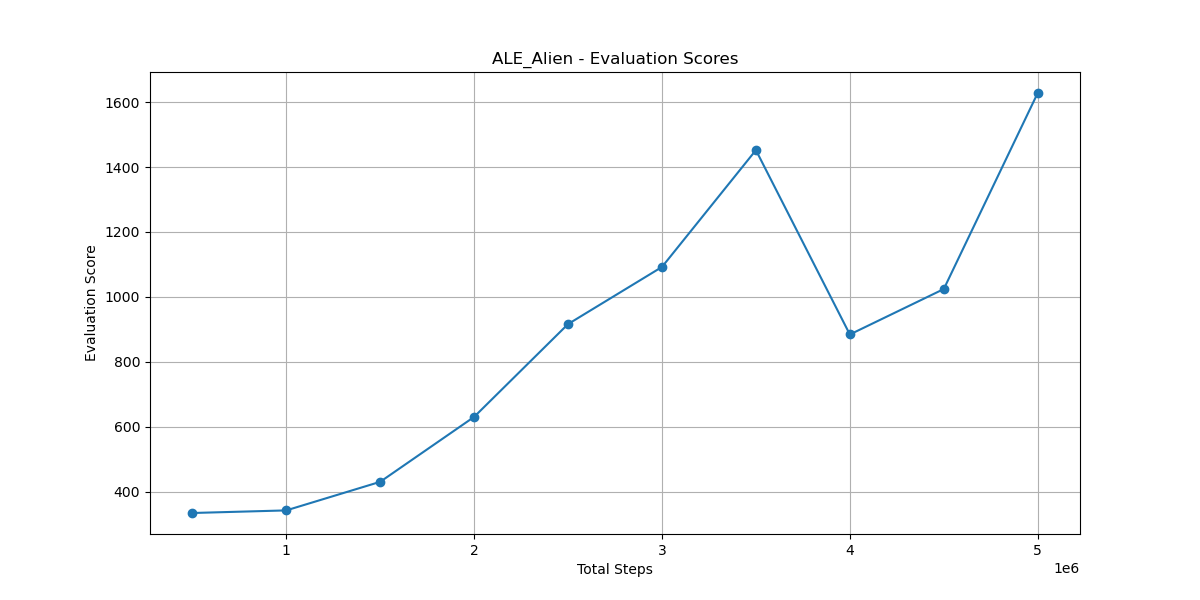 ALE_Alien - Evaluation Scores
1600
1400
1200
1000
800
600
400
Evaluation Score
1 2 3 4 5
1e6
Total Steps